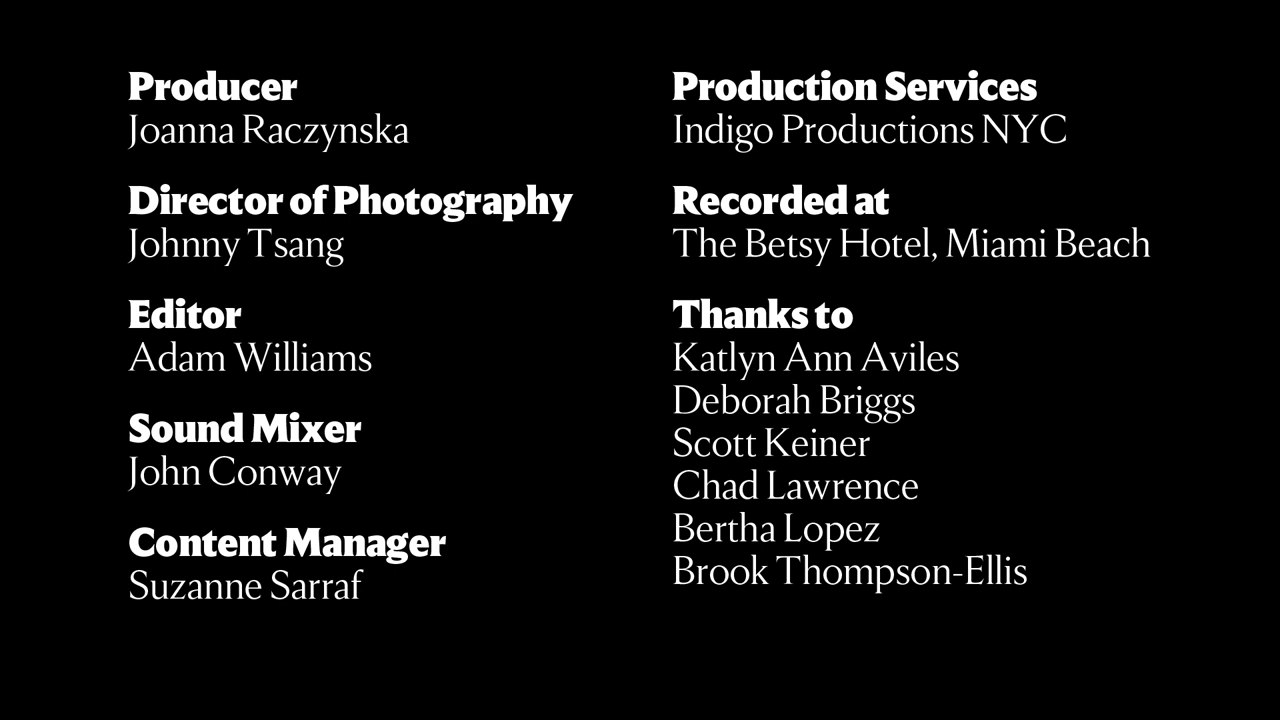 Producer
Joanna Raczynska
Director of Photography
Johnny Tsang
Editor
Adam Williams
Sound Mixer
John Conway
Content Manager
Suzanne Sarraf
Production Services
Indigo Productions NYC
Recorded at
The Betsy Hotel, Miami Beach
Thanks to
Katlyn Ann Aviles
Deborah Briggs
Scott Keiner
Chad Lawrence
Bertha Lopez
Brook Thompson-Ellis